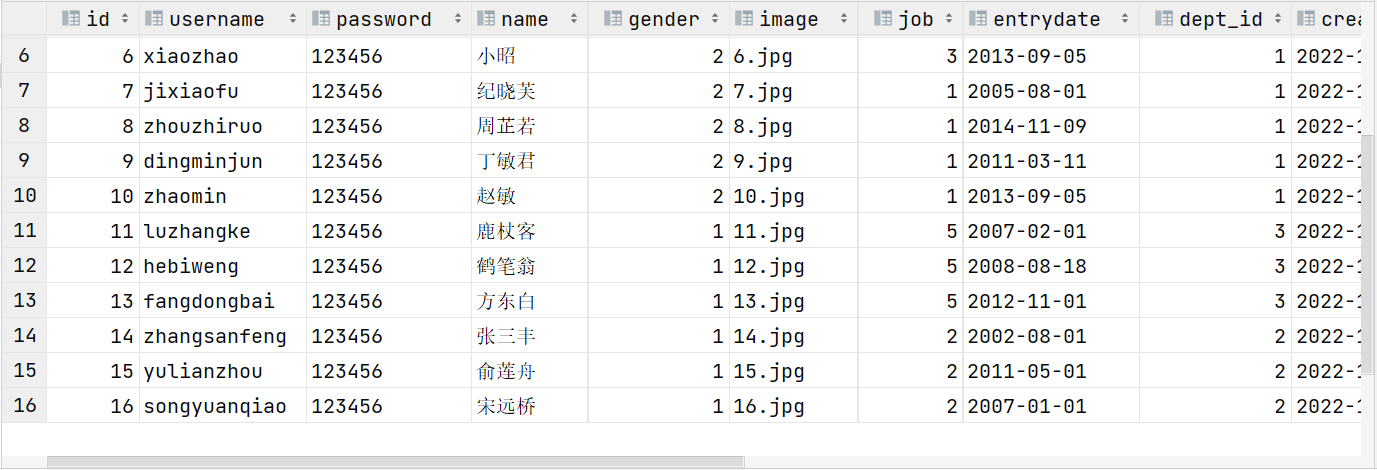 id username password name gender image job entrydate dept_id crea
6 6 xiaozhao 123456 小昭 2 6.jpg 3 2013-09-05 1 2022-1
7 7 jixiaofu 123456 纪晓芙 2 7.jpg 1 2005-08-01 1 2022-1
8 8 zhouzhiruo 123456 周芷若 2 8.jpg 1 2014-11-09 1 2022-1
9 9 dingminjun 123456 丁敏君 2 9.jpg 1 2011-03-11 1 2022-1
10 10 zhaomin 123456 赵敏 2 10.jpg 1 2013-09-05 1 2022-1
11 11 luzhangke 123456 鹿杖客 1 11.jpg 5 2007-02-01 3 2022-1
12 12 hebiweng 123456 鹤笔翁 1 12.jpg 5 2008-08-18 3 2022-1
13 13 fangdongbai 123456 方东白 1 13.jpg 5 2012-11-01 3 2022-1
14 14 zhangsanfeng 123456 张三丰 1 14.jpg 2 2002-08-01 2 2022-1
15 15 yulianzhou 123456 俞莲舟 1 15.jpg 2 2011-05-01 2 2022-1
16 16 songyuanqiao 123456 宋远桥 1 16.jpg 2 2007-01-01 2 2022-1